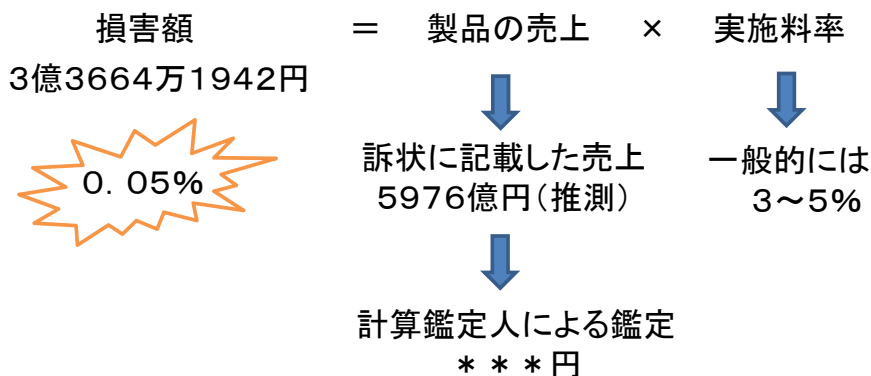 損害額 ＝ 製品の売上 × 実施料率
3億3664万1942円
0．05%
訴状に記載した売上
5976億円(推測)
一般的には
3～5%
計算鑑定人による鑑定
＊＊＊円